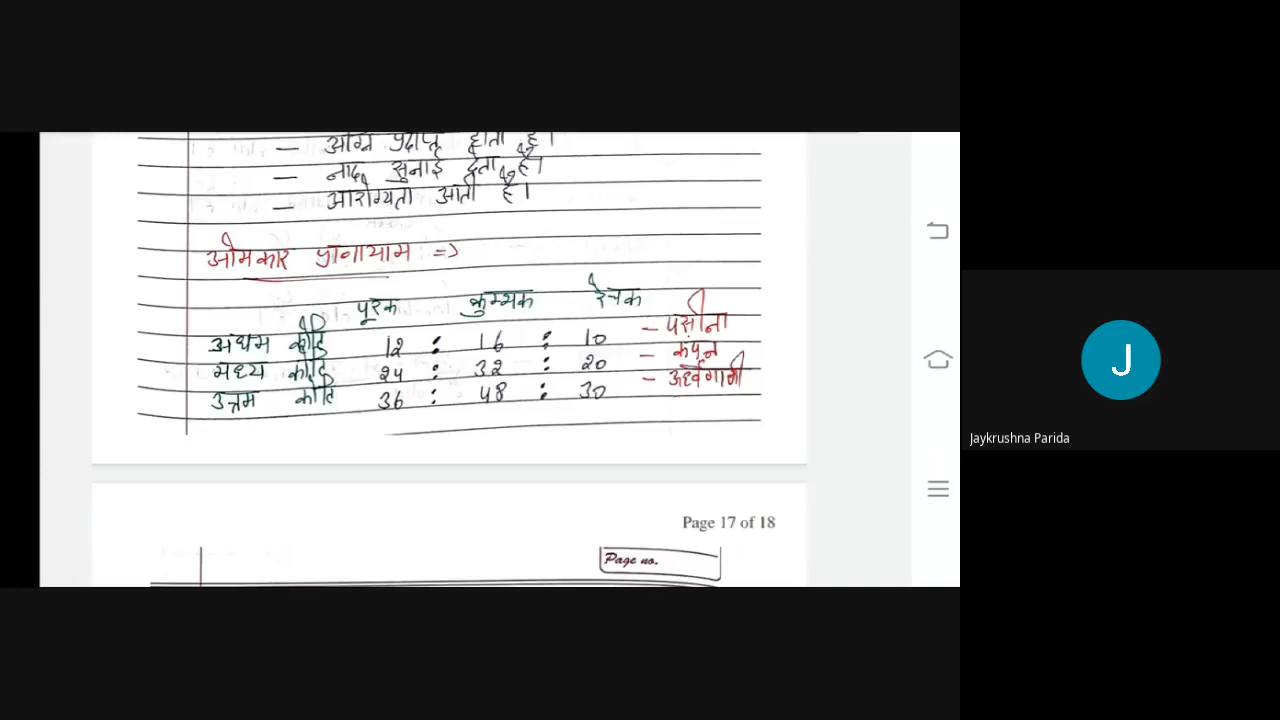 — अग्नि प्रदीप्त होती है।
— नाद सुनाई देता है।
— आरोग्यता आती है।
ओमकार प्राणायाम =>
पूरक कुम्भक रेचक
अधम कोटि 12 : 16 : 10 — पसीना
मध्य कोटि 24 : 32 : 20 — कंपन
उत्तम कोटि 36 : 48 : 30 — उर्ध्वगामी
Page 17 of 18
Page no.
J
Jaykrushna Parida